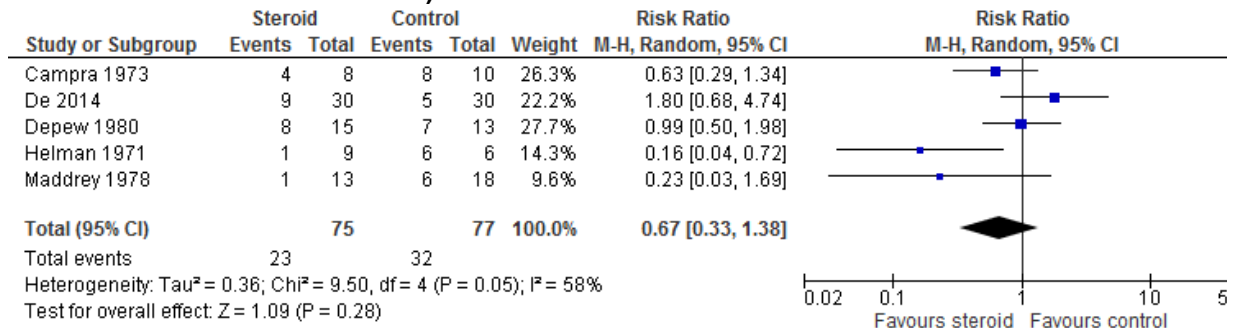 Steroid Control Risk Ratio Risk Ratio
Study or Subgroup Events Total Events Total Weight M-H, Random, 95% CI M-H, Random, 95% CI
Campra 1973 4 8 8 10 26.3% 0.63 [0.29, 1.34]
De 2014 9 30 5 30 22.2% 1.80 [0.68, 4.74]
Depew 1980 8 15 7 13 27.7% 0.99 [0.50, 1.98]
Helman 1971 1 9 6 6 14.3% 0.16 [0.04, 0.72]
Maddrey 1978 1 13 6 18 9.6% 0.23 [0.03, 1.69]
Total (95% CI) 75 77 100.0% 0.67 [0.33, 1.38]
Total events 23 32
Heterogeneity: Tau² = 0.36; Chi² = 9.50, df = 4 (P = 0.05); I² = 58%
Test for overall effect: Z = 1.09 (P = 0.28)
0.02 0.1 1 10 5
Favours steroid Favours control